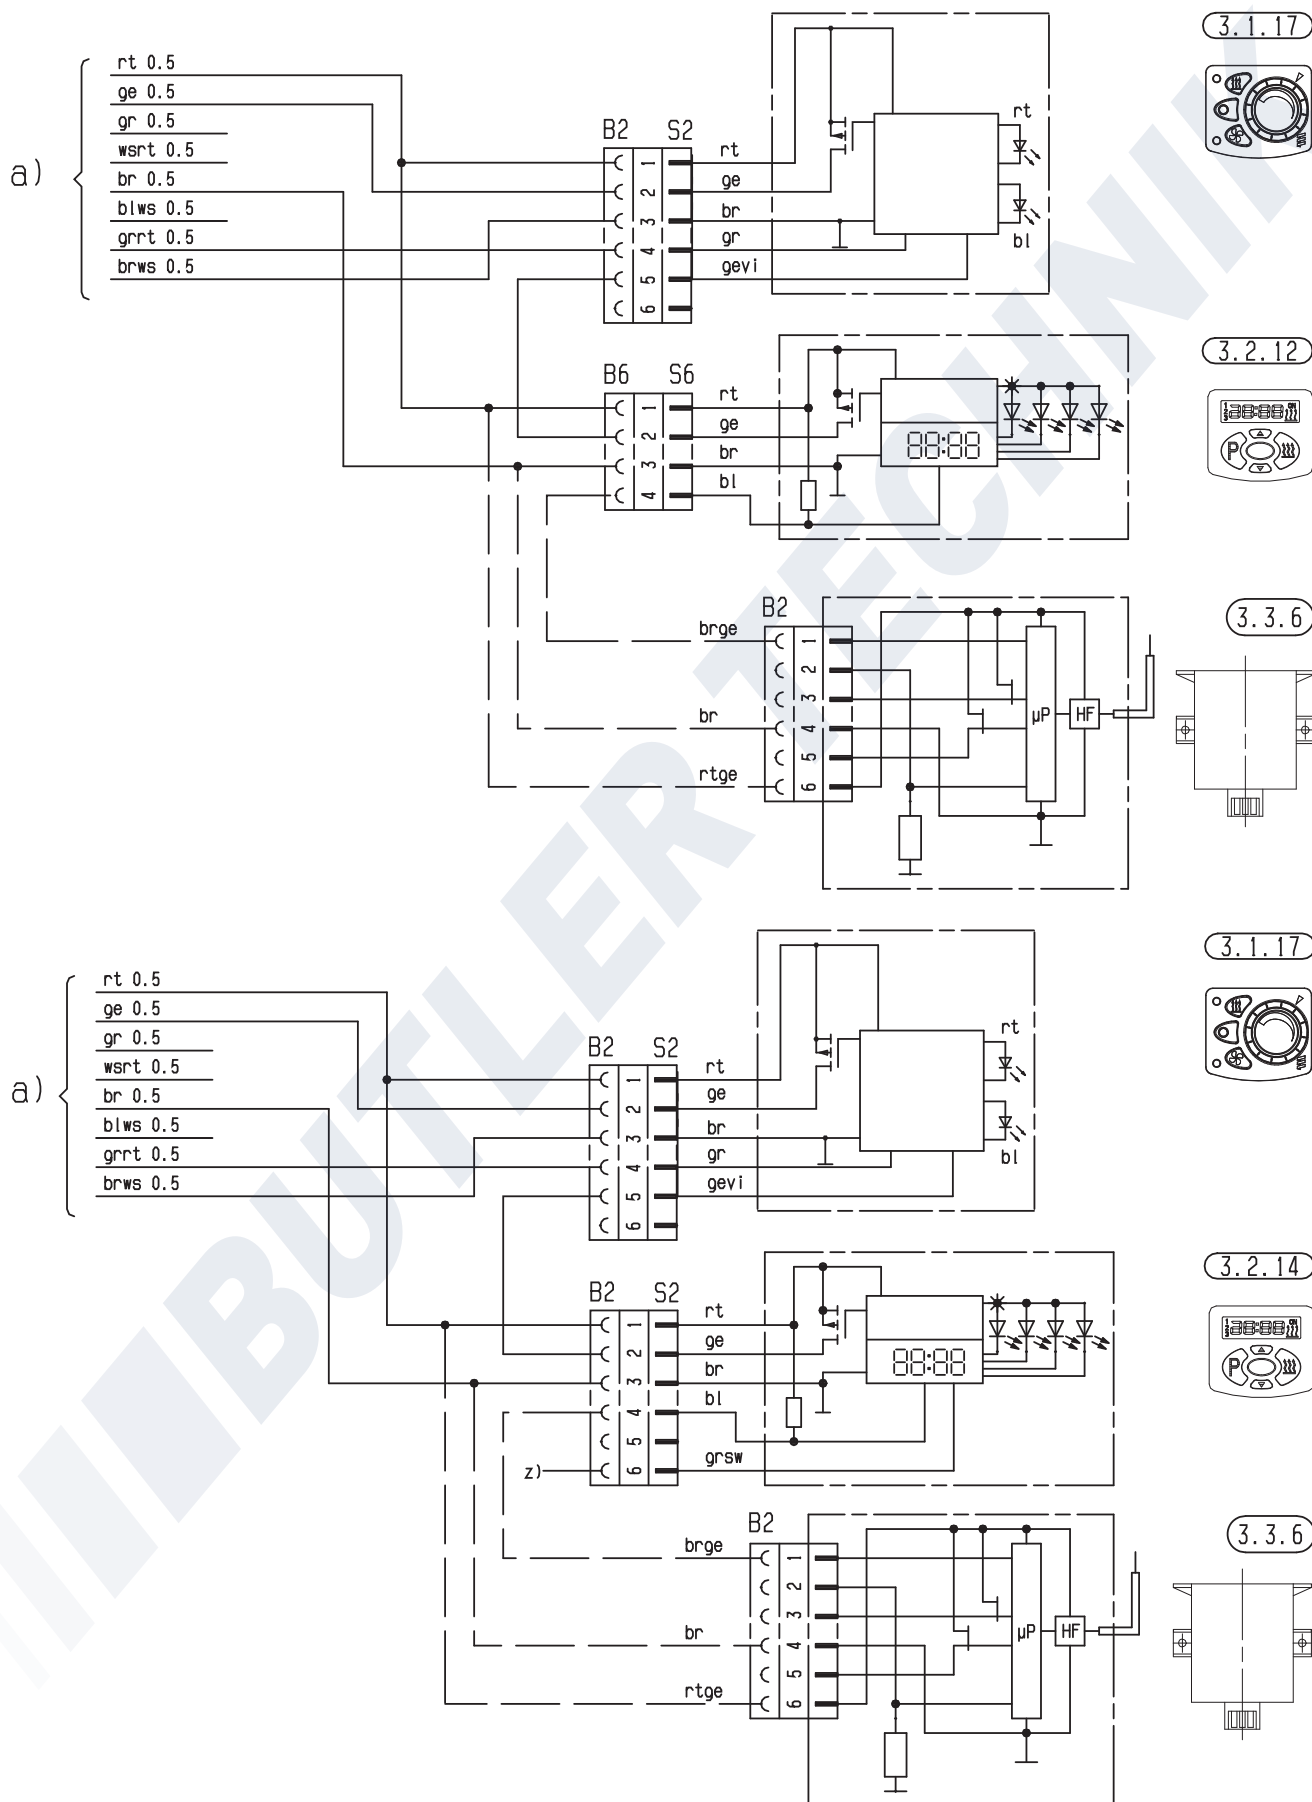 3.1.17
rt 0.5
ge 0.5
gr 0.5
wsrt 0.5
br 0.5
blws 0.5
grrt 0.5
brws 0.5
a)
B2 S2
1 rt
2 ge
3 br
4 gr
5 gevi
6
rt
bl
3.2.12
B6 S6
1 rt
2 ge
3 br
4 bl
88:88
P
3.3.6
B2
brge 1
2
3
br 4
5
rtge 6
µP
HF
3.1.17
rt 0.5
ge 0.5
gr 0.5
wsrt 0.5
br 0.5
blws 0.5
grrt 0.5
brws 0.5
a)
B2 S2
1 rt
2 ge
3 br
4 gr
5 gevi
6
rt
bl
3.2.14
B2 S2
1 rt
2 ge
3 br
4 bl
5
z) 6 grsw
88:88
P
3.3.6
B2
brge 1
2
3
br 4
5
rtge 6
µP
HF
BUTLER TECHNIK